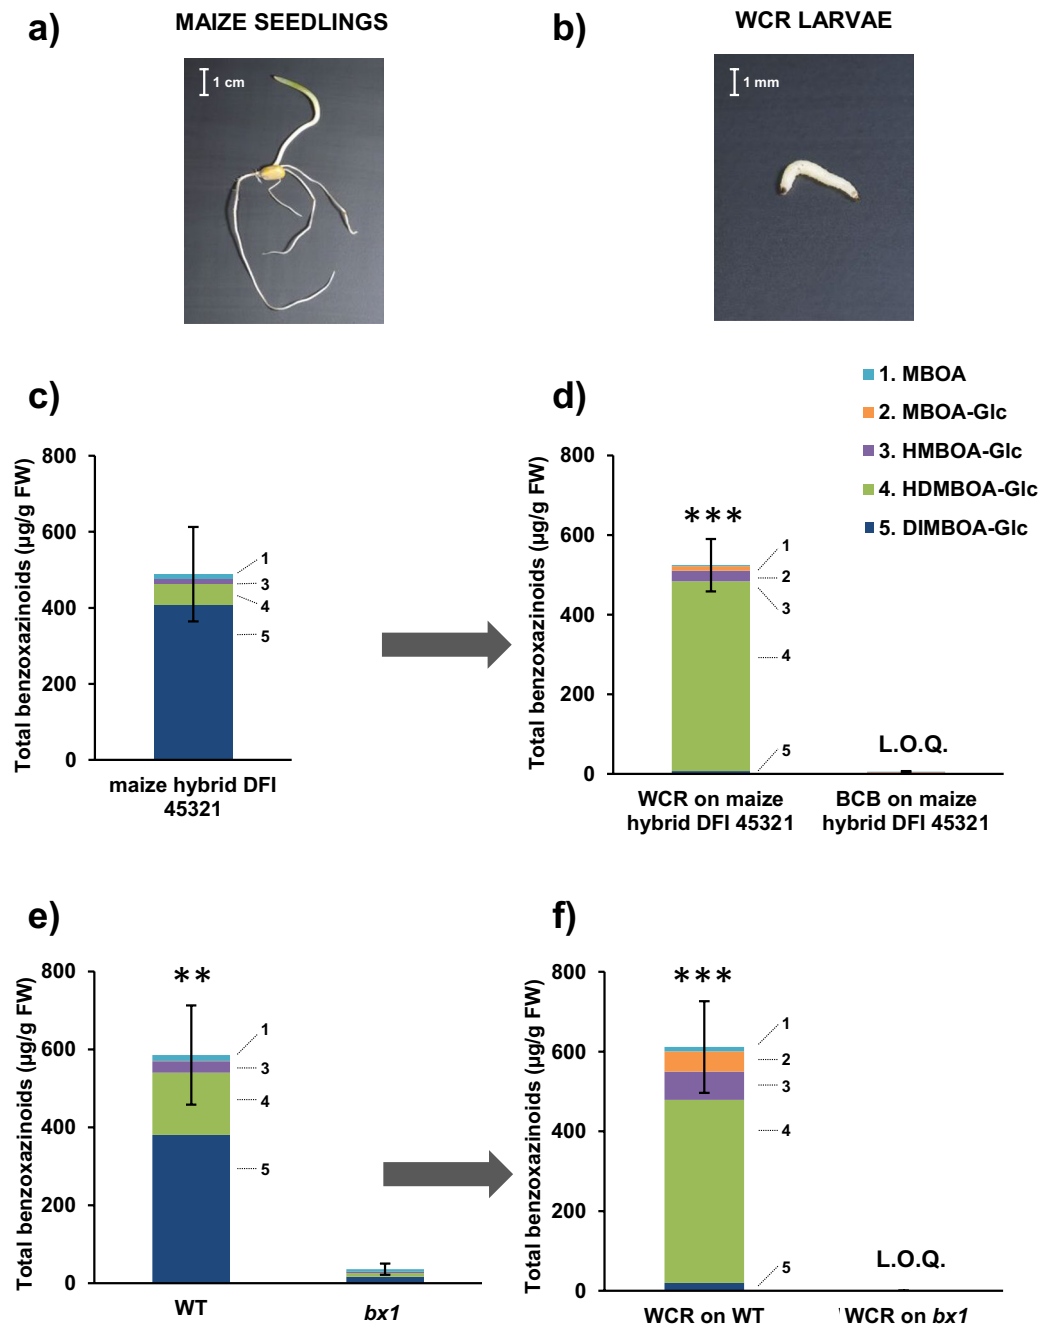 a) MAIZE SEEDLINGS
1 cm
b) WCR LARVAE
1 mm
c)
Total benzoxazinoids (µg/g FW)
800
600
400
200
0
1
3
4
5
maize hybrid DFI
45321
d)
1. MBOA
2. MBOA-Glc
3. HMBOA-Glc
4. HDMBOA-Glc
5. DIMBOA-Glc
Total benzoxazinoids (µg/g FW)
800
600
400
200
0
***
1
2
3
4
5
L.O.Q.
WCR on maize
hybrid DFI 45321
BCB on maize
hybrid DFI 45321
e)
Total benzoxazinoids (µg/g FW)
800
600
400
200
0
**
1
3
4
5
WT
bx1
f)
Total benzoxazinoids (µg/g FW)
800
600
400
200
0
***
1
2
3
4
5
L.O.Q.
WCR on WT
WCR on bx1